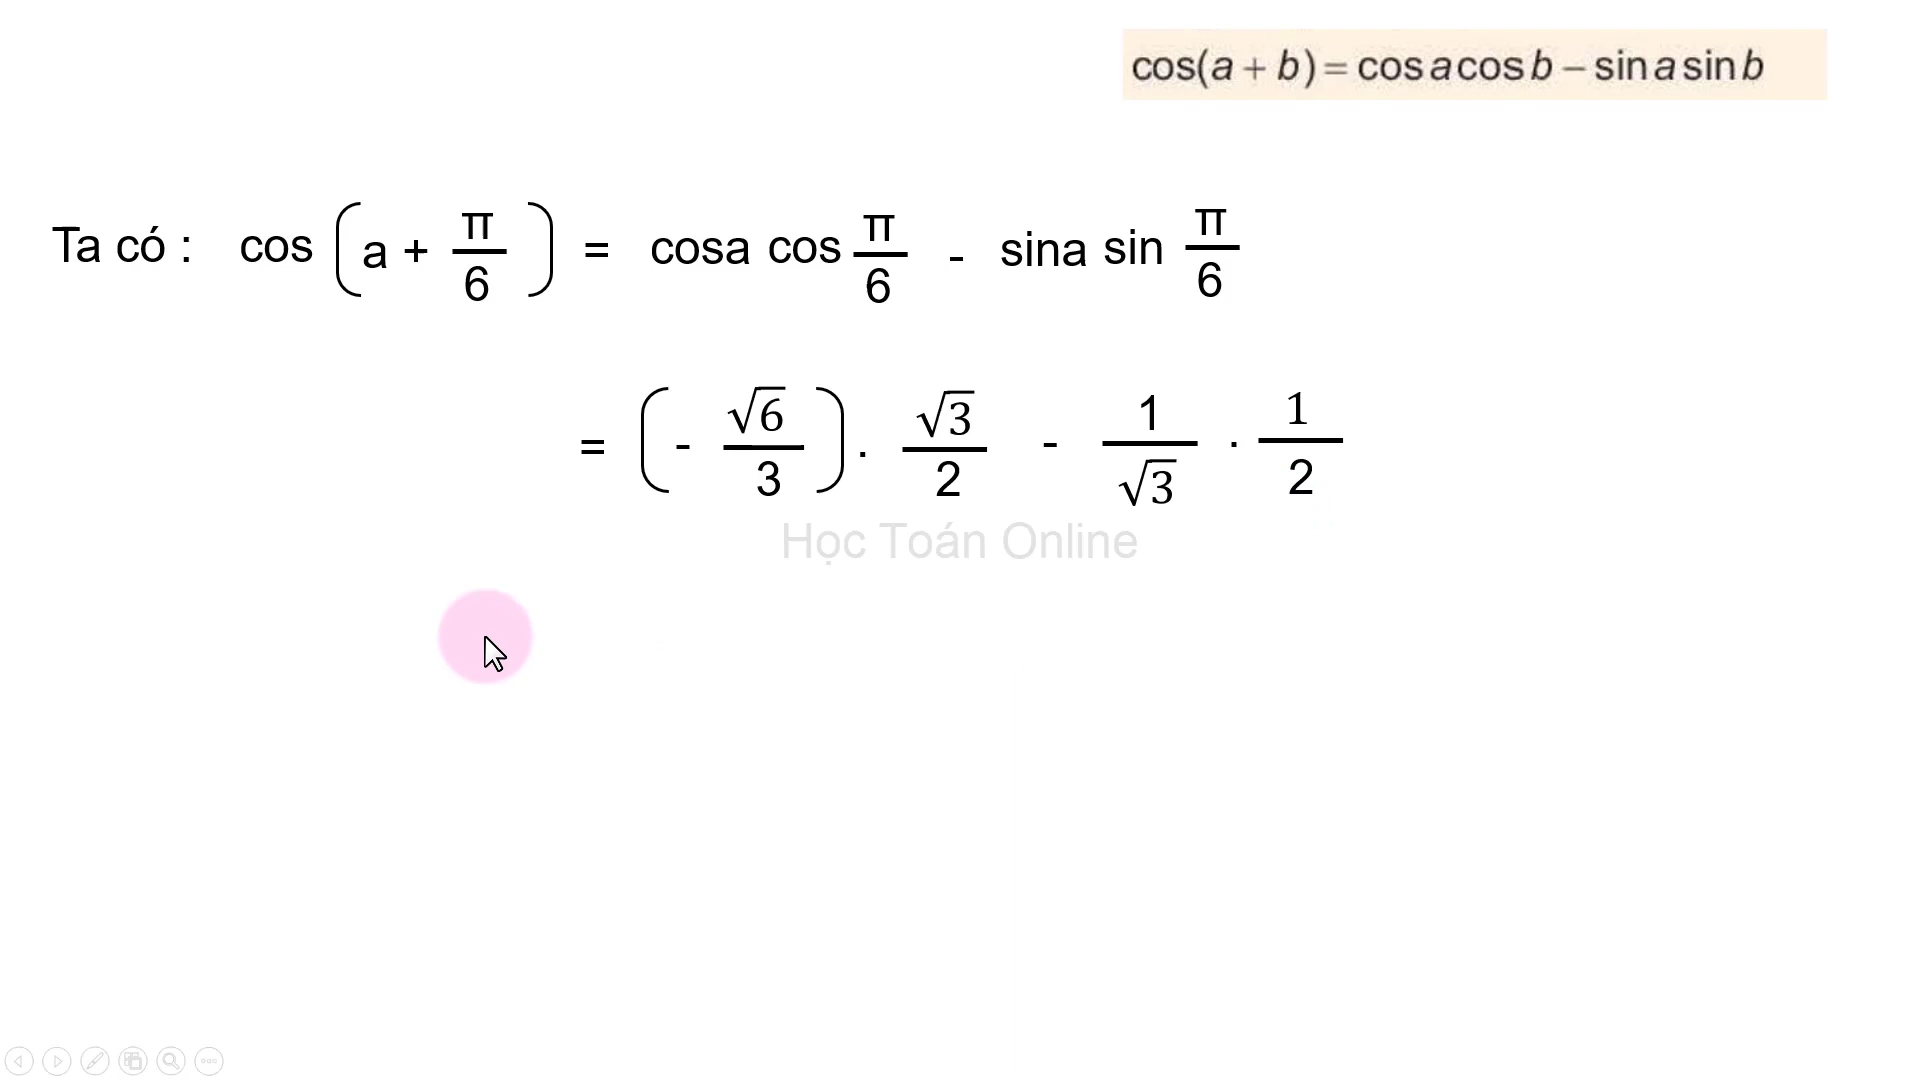 cos(a + b) = cos a cos b – sin a sin b
Ta có : cos ( a + π/6 ) = cosa cos π/6 - sina sin π/6
= ( - √6/3 ) . √3/2 - 1/√3 . 1/2
Học Toán Online